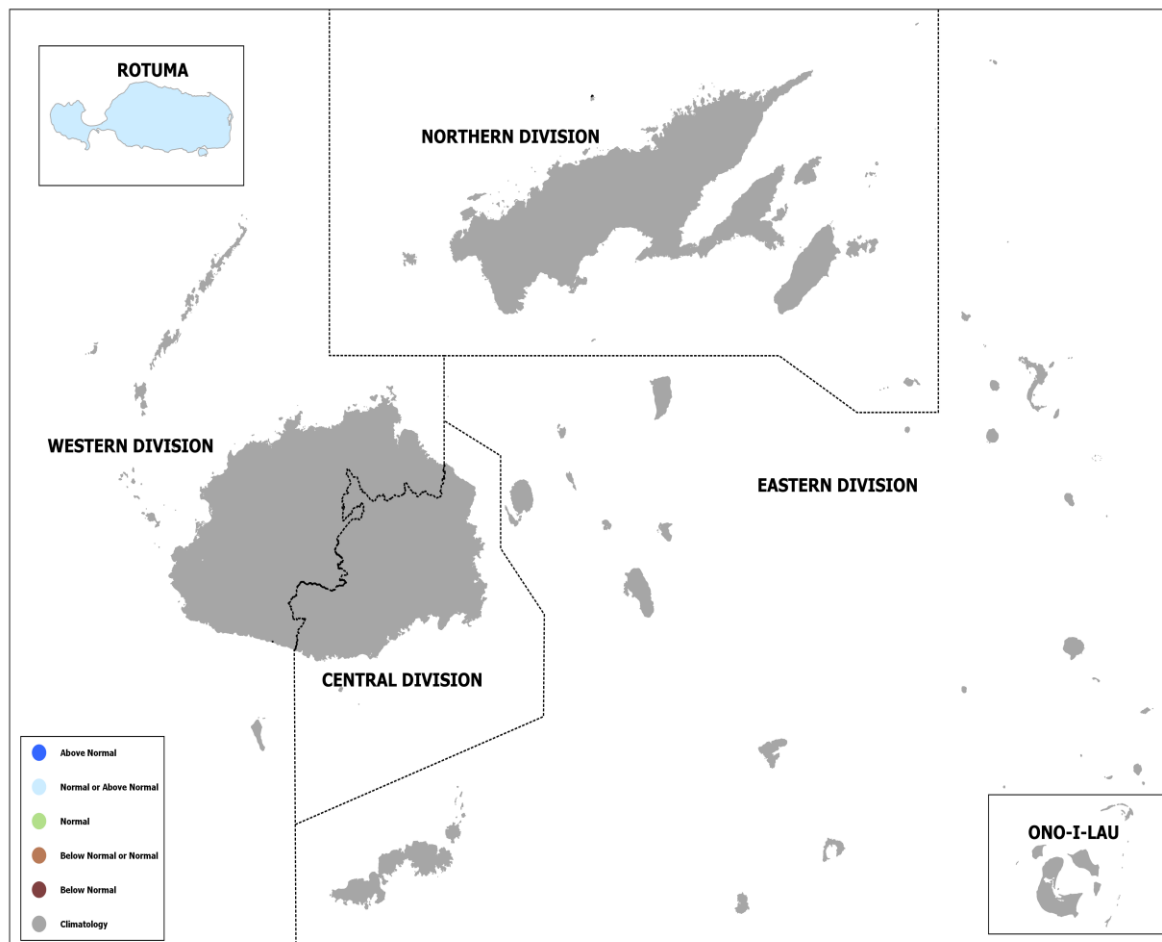 ROTUMA
NORTHERN DIVISION
WESTERN DIVISION
EASTERN DIVISION
CENTRAL DIVISION
Above Normal
Normal or Above Normal
Normal
Below Normal or Normal
Below Normal
Climatology
ONO-I-LAU